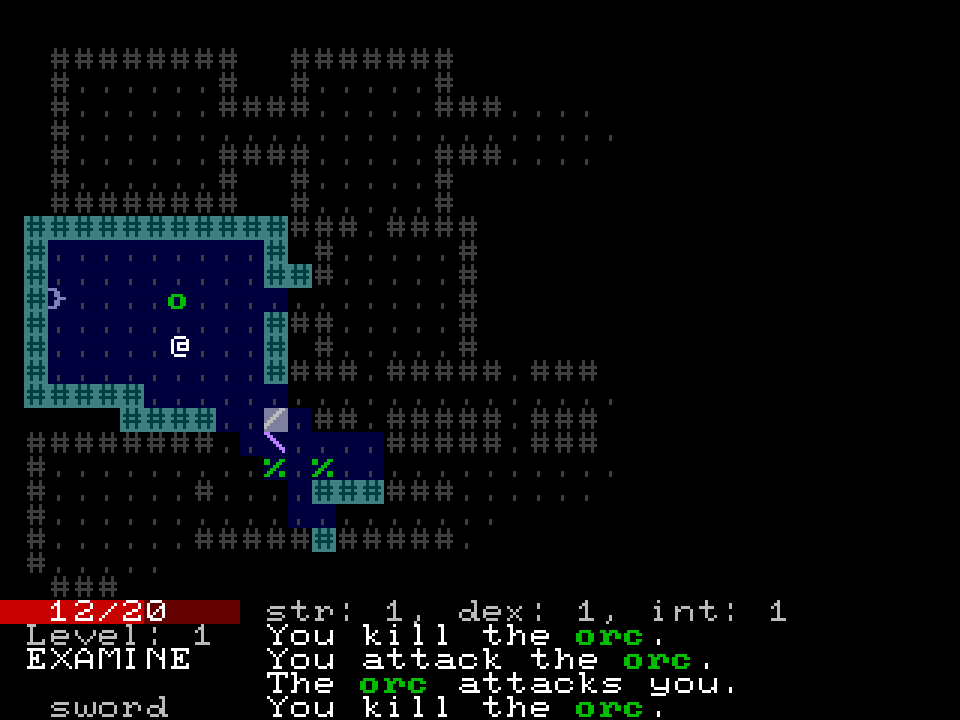 12/20 str: 1, dex: 1, int: 1
Level: 1 You kill the orc.
EXAMINE You attack the orc.
The orc attacks you.
sword You kill the orc.